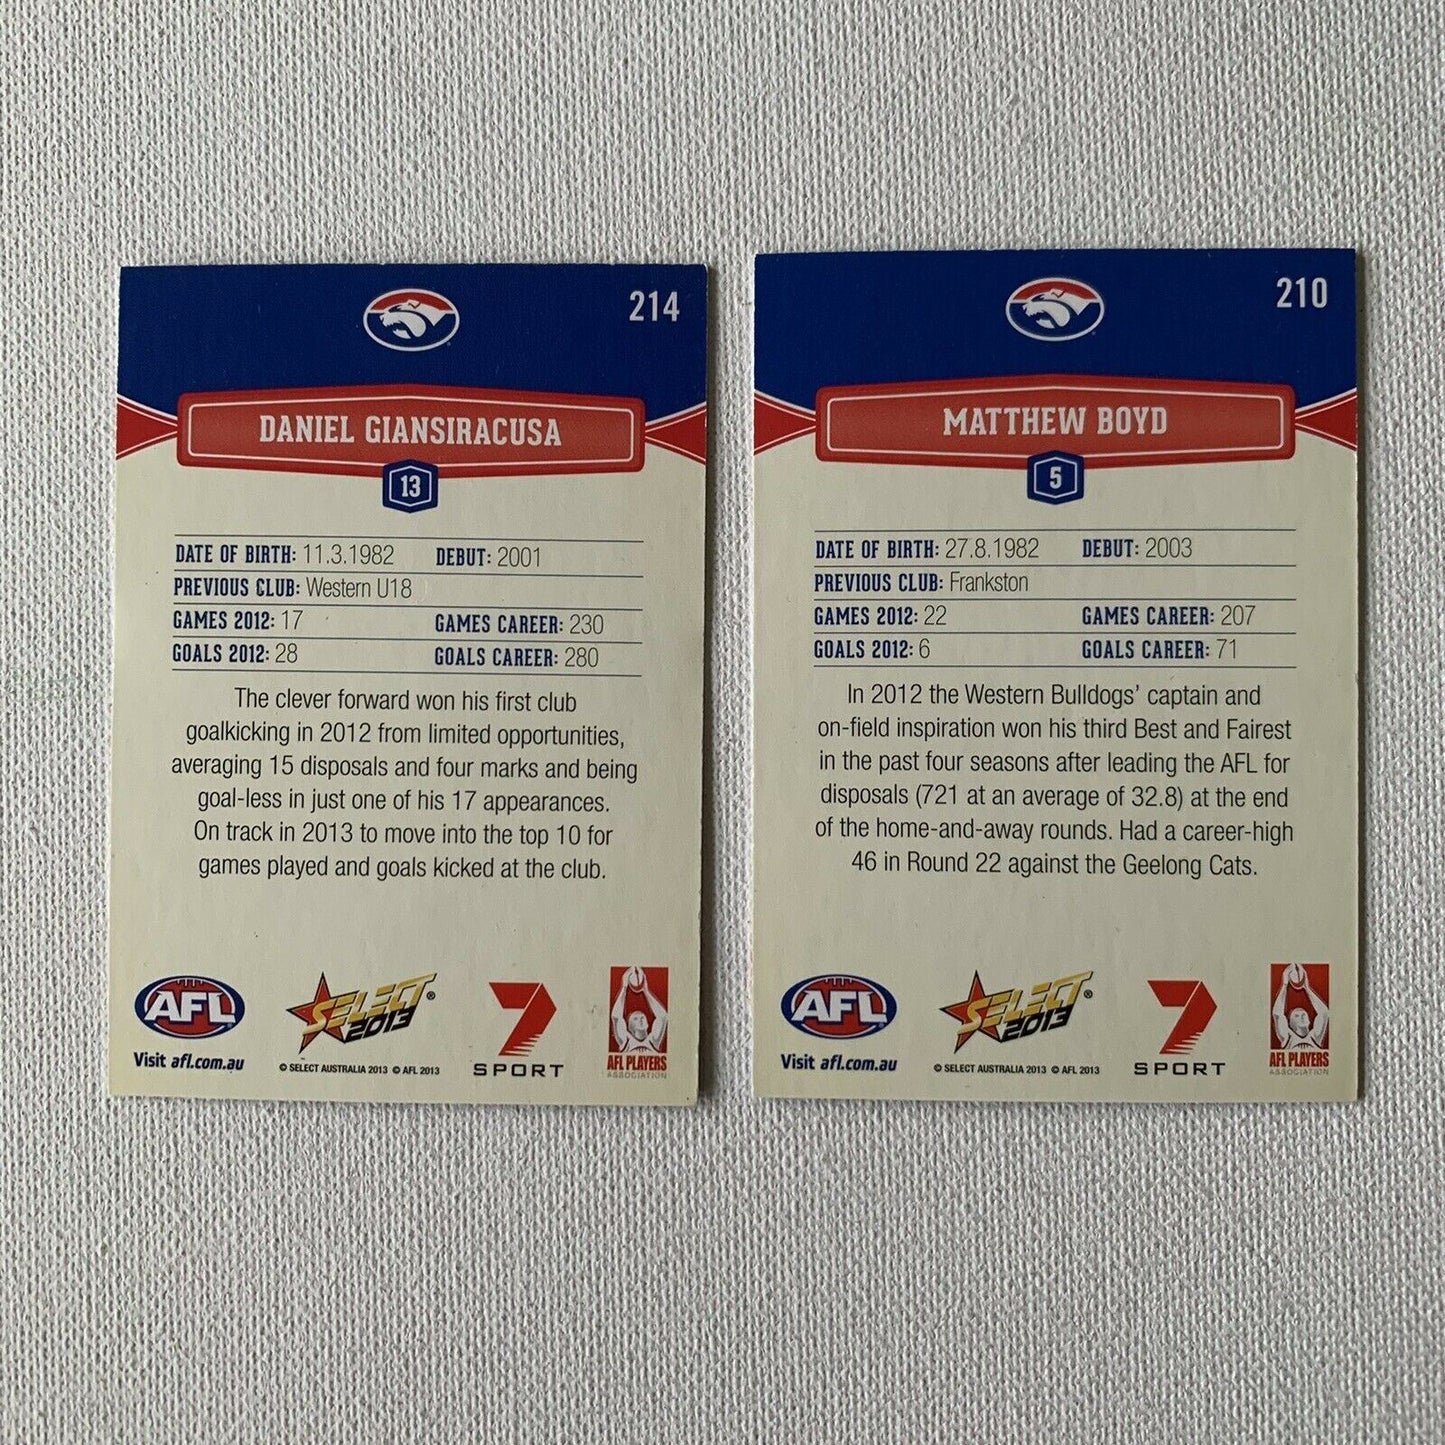 214
DANIEL GIANSIRACUSA
13
DATE OF BIRTH: 11.3.1982 DEBUT: 2001
PREVIOUS CLUB: Western U18
GAMES 2012: 17 GAMES CAREER: 230
GOALS 2012: 28 GOALS CAREER: 280
The clever forward won his first club
goalkicking in 2012 from limited opportunities,
averaging 15 disposals and four marks and being
goal-less in just one of his 17 appearances.
On track in 2013 to move into the top 10 for
games played and goals kicked at the club.
AFL
Visit afl.com.au
SELECT®
2013
© SELECT AUSTRALIA 2013 © AFL 2013
7
SPORT
AFL PLAYERS
ASSOCIATION
210
MATTHEW BOYD
5
DATE OF BIRTH: 27.8.1982 DEBUT: 2003
PREVIOUS CLUB: Frankston
GAMES 2012: 22 GAMES CAREER: 207
GOALS 2012: 6 GOALS CAREER: 71
In 2012 the Western Bulldogs' captain and
on-field inspiration won his third Best and Fairest
in the past four seasons after leading the AFL for
disposals (721 at an average of 32.8) at the end
of the home-and-away rounds. Had a career-high
46 in Round 22 against the Geelong Cats.
AFL
Visit afl.com.au
SELECT®
2013
© SELECT AUSTRALIA 2013 © AFL 2013
7
SPORT
AFL PLAYERS
ASSOCIATION